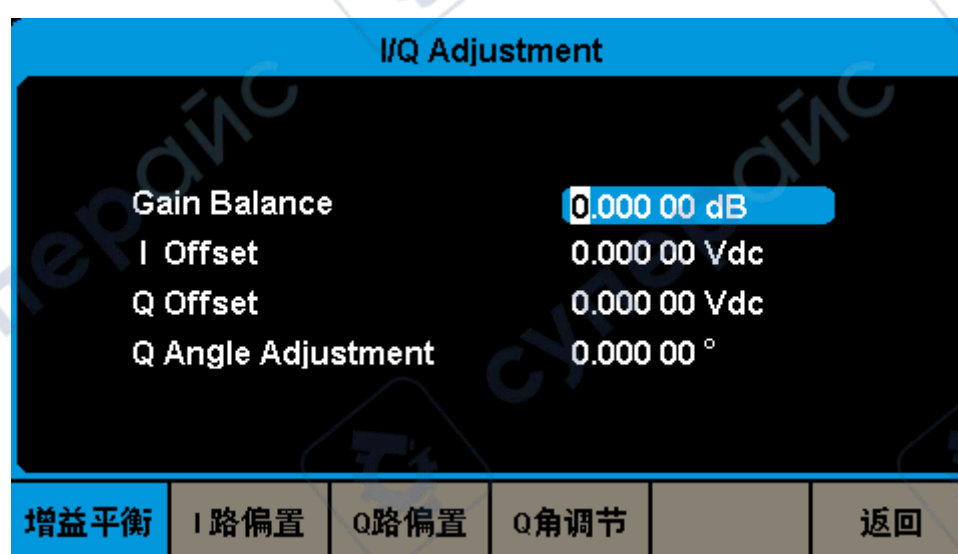 I/Q Adjustment
Gain Balance 0.000 00 dB
I Offset 0.000 00 Vdc
Q Offset 0.000 00 Vdc
Q Angle Adjustment 0.000 00 °
增益平衡 I路偏置 Q路偏置 Q角调节 返回
суперайс